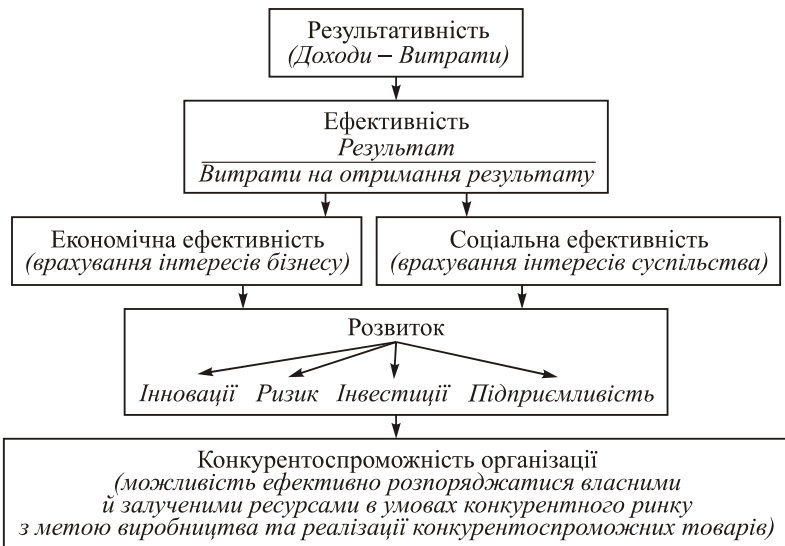 Результативність
(Доходи – Витрати)
Ефективність
Результат
Витрати на отримання результату
Економічна ефективність
(врахування інтересів бізнесу)
Соціальна ефективність
(врахування інтересів суспільства)
Розвиток
Інновації Ризик Інвестиції Підприємливість
Конкурентоспроможність організації
(можливість ефективно розпоряджатися власними
й залученими ресурсами в умовах конкурентного ринку
з метою виробництва та реалізації конкурентоспроможних товарів)